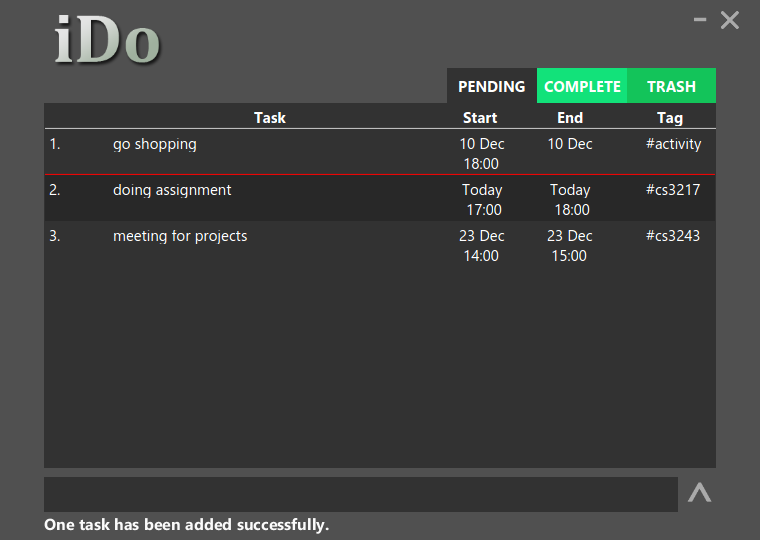 iDo
PENDING COMPLETE TRASH
Task Start End Tag
1. go shopping 10 Dec 10 Dec #activity
18:00
2. doing assignment Today Today #cs3217
17:00 18:00
3. meeting for projects 23 Dec 23 Dec #cs3243
14:00 15:00
One task has been added successfully.